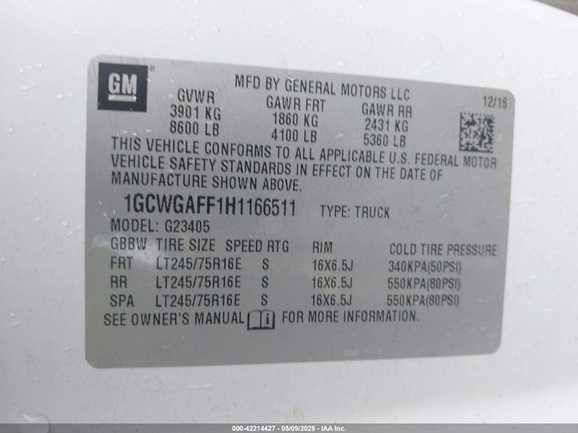 GM
®
MFD BY GENERAL MOTORS LLC
12/16
GVWR GAWR FRT GAWR RR
3901 KG 1860 KG 2431 KG
8600 LB 4100 LB 5360 LB
THIS VEHICLE CONFORMS TO ALL APPLICABLE U.S. FEDERAL MOTOR
VEHICLE SAFETY STANDARDS IN EFFECT ON THE DATE OF
MANUFACTURE SHOWN ABOVE.
1GCWGAFF1H1166511 TYPE: TRUCK
MODEL: G23405
GBBW TIRE SIZE SPEED RTG RIM COLD TIRE PRESSURE
FRT LT245/75R16E S 16X6.5J 340KPA(50PSI)
RR LT245/75R16E S 16X6.5J 550KPA(80PSI)
SPA LT245/75R16E S 16X6.5J 550KPA(80PSI)
SEE OWNER'S MANUAL FOR MORE INFORMATION.
000-42214427 - 05/09/2025 - IAA, Inc.